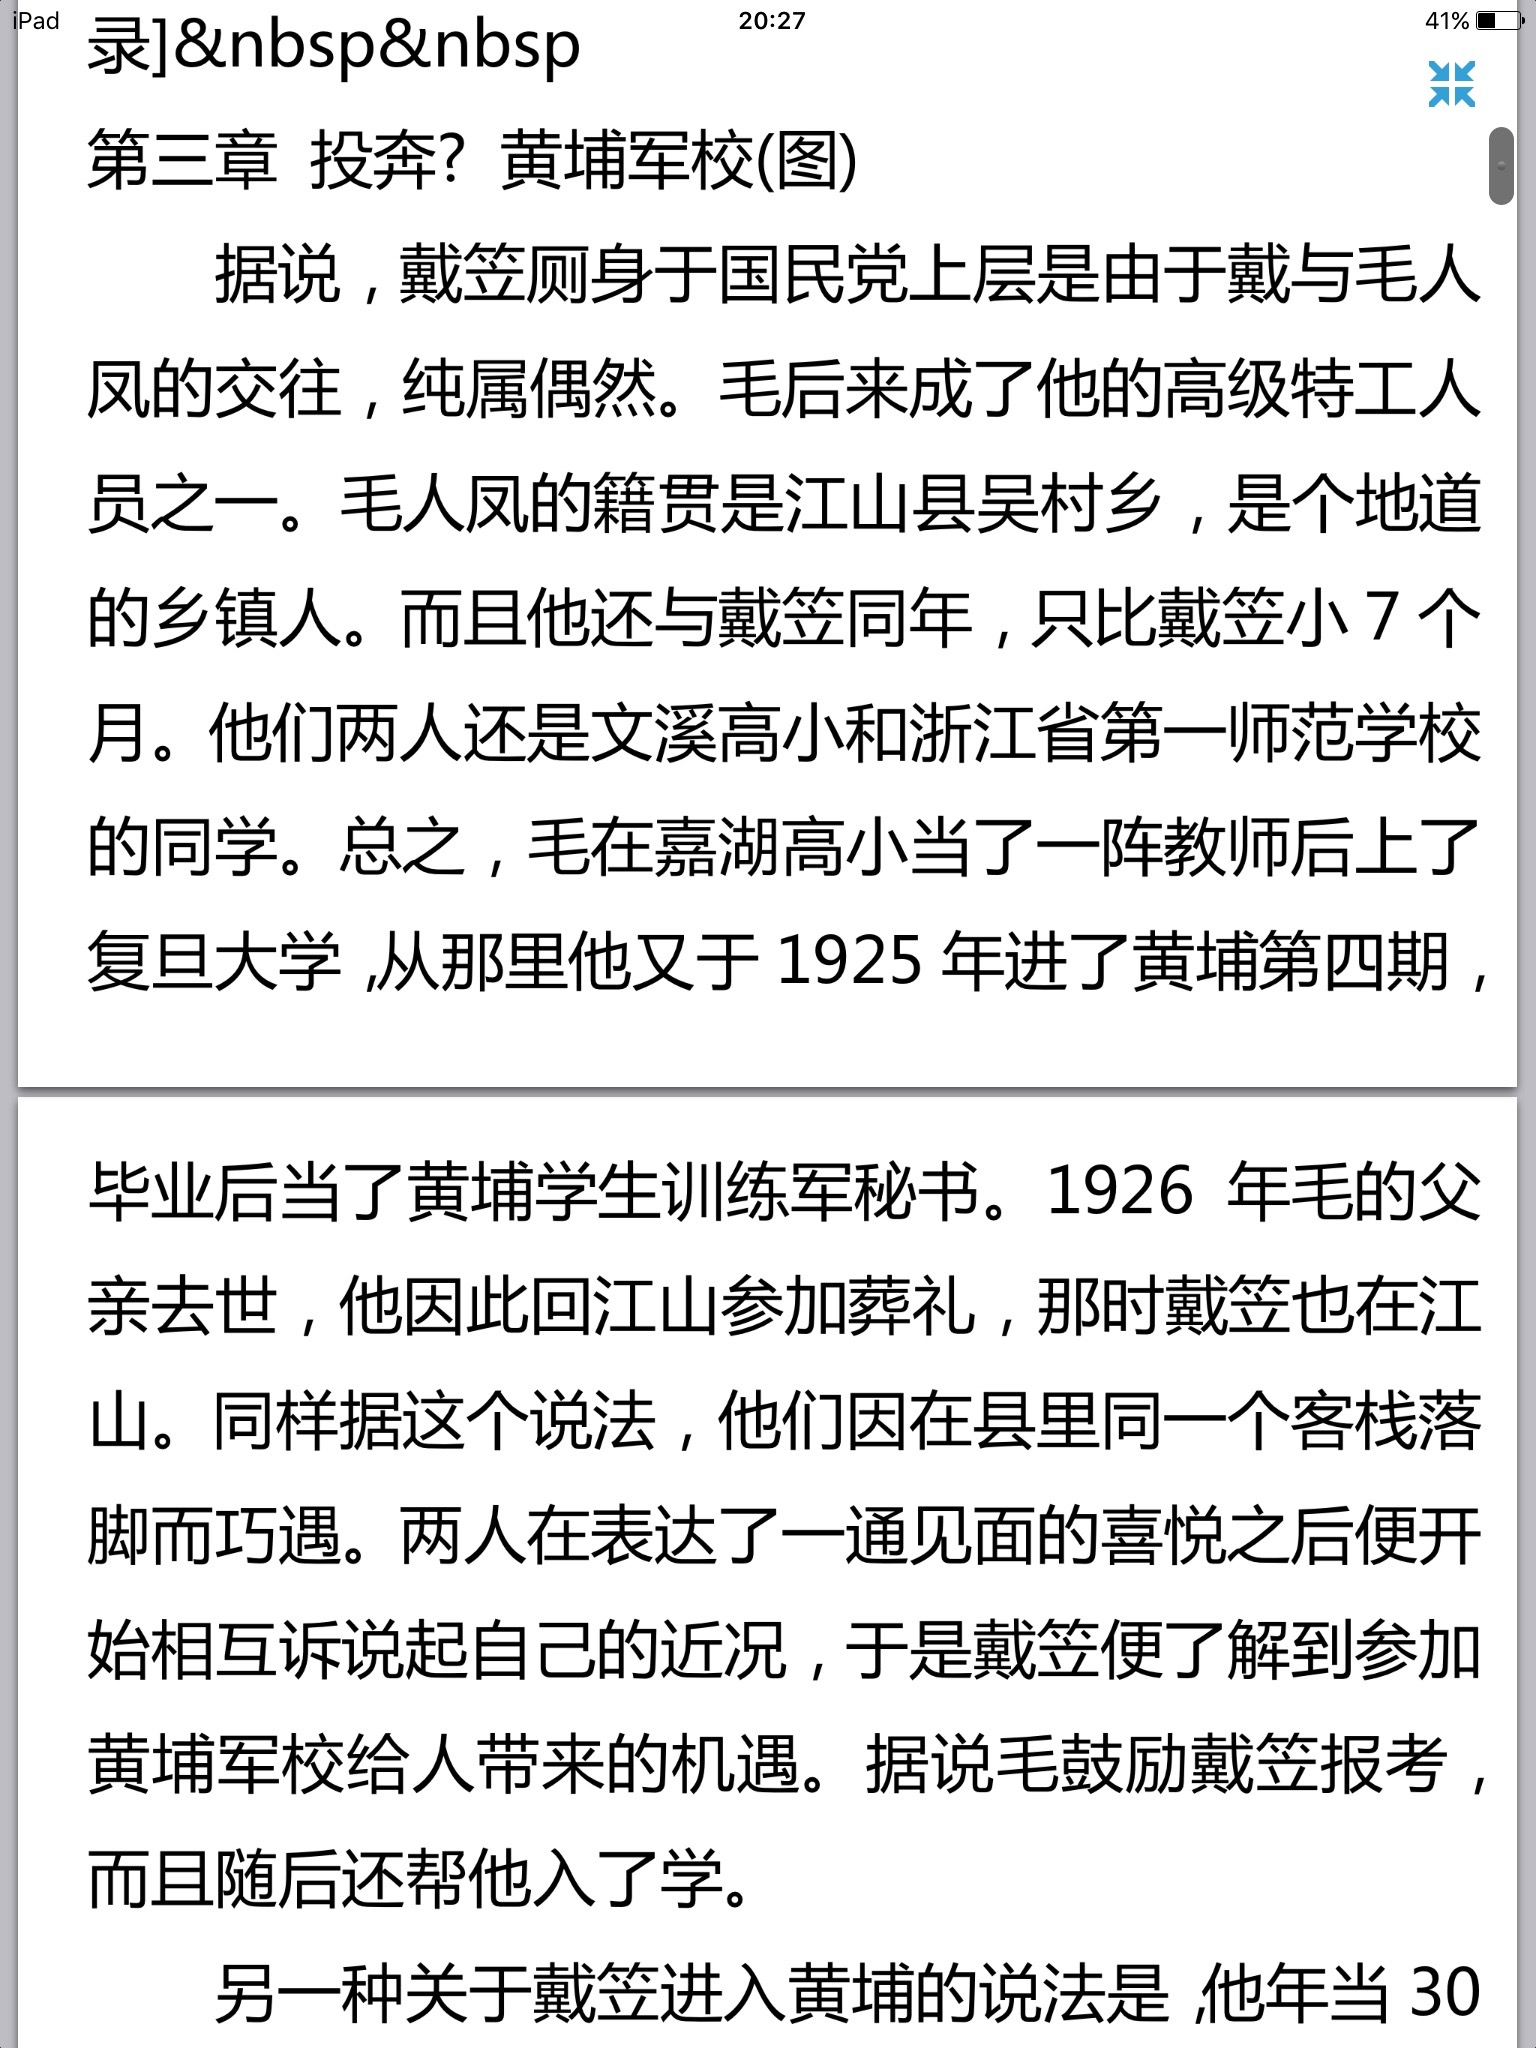 iPad 20:27 41%
录]&nbsp&nbsp
第三章 投奔? 黄埔军校(图)
据说，戴笠厕身于国民党上层是由于戴与毛人
凤的交往，纯属偶然。毛后来成了他的高级特工人
员之一。毛人凤的籍贯是江山县吴村乡，是个地道
的乡镇人。而且他还与戴笠同年，只比戴笠小 7 个
月。他们两人还是文溪高小和浙江省第一师范学校
的同学。总之，毛在嘉湖高小当了一阵教师后上了
复旦大学，从那里他又于 1925 年进了黄埔第四期，
毕业后当了黄埔学生训练军秘书。1926 年毛的父
亲去世，他因此回江山参加葬礼，那时戴笠也在江
山。同样据这个说法，他们因在县里同一个客栈落
脚而巧遇。两人在表达了一通见面的喜悦之后便开
始相互诉说起自己的近况，于是戴笠便了解到参加
黄埔军校给人带来的机遇。据说毛鼓励戴笠报考，
而且随后还帮他入了学。
另一种关于戴笠进入黄埔的说法是，他年当 30